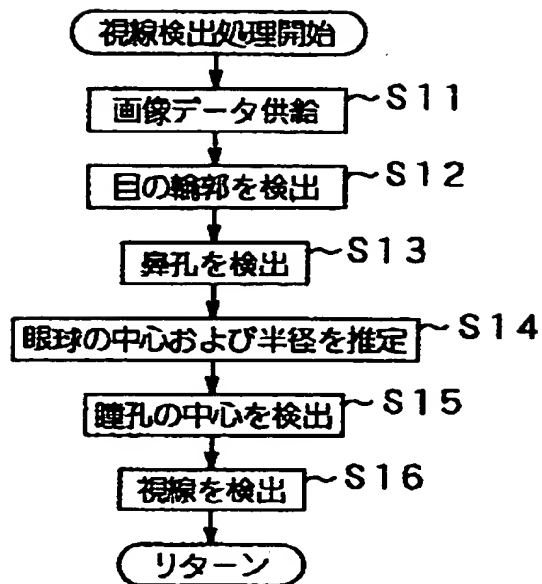 視線検出処理開始
画像データ供給 S11
目の輪郭を検出 S12
鼻孔を検出 S13
眼球の中心および半径を推定 S14
瞳孔の中心を検出 S15
視線を検出 S16
リターン